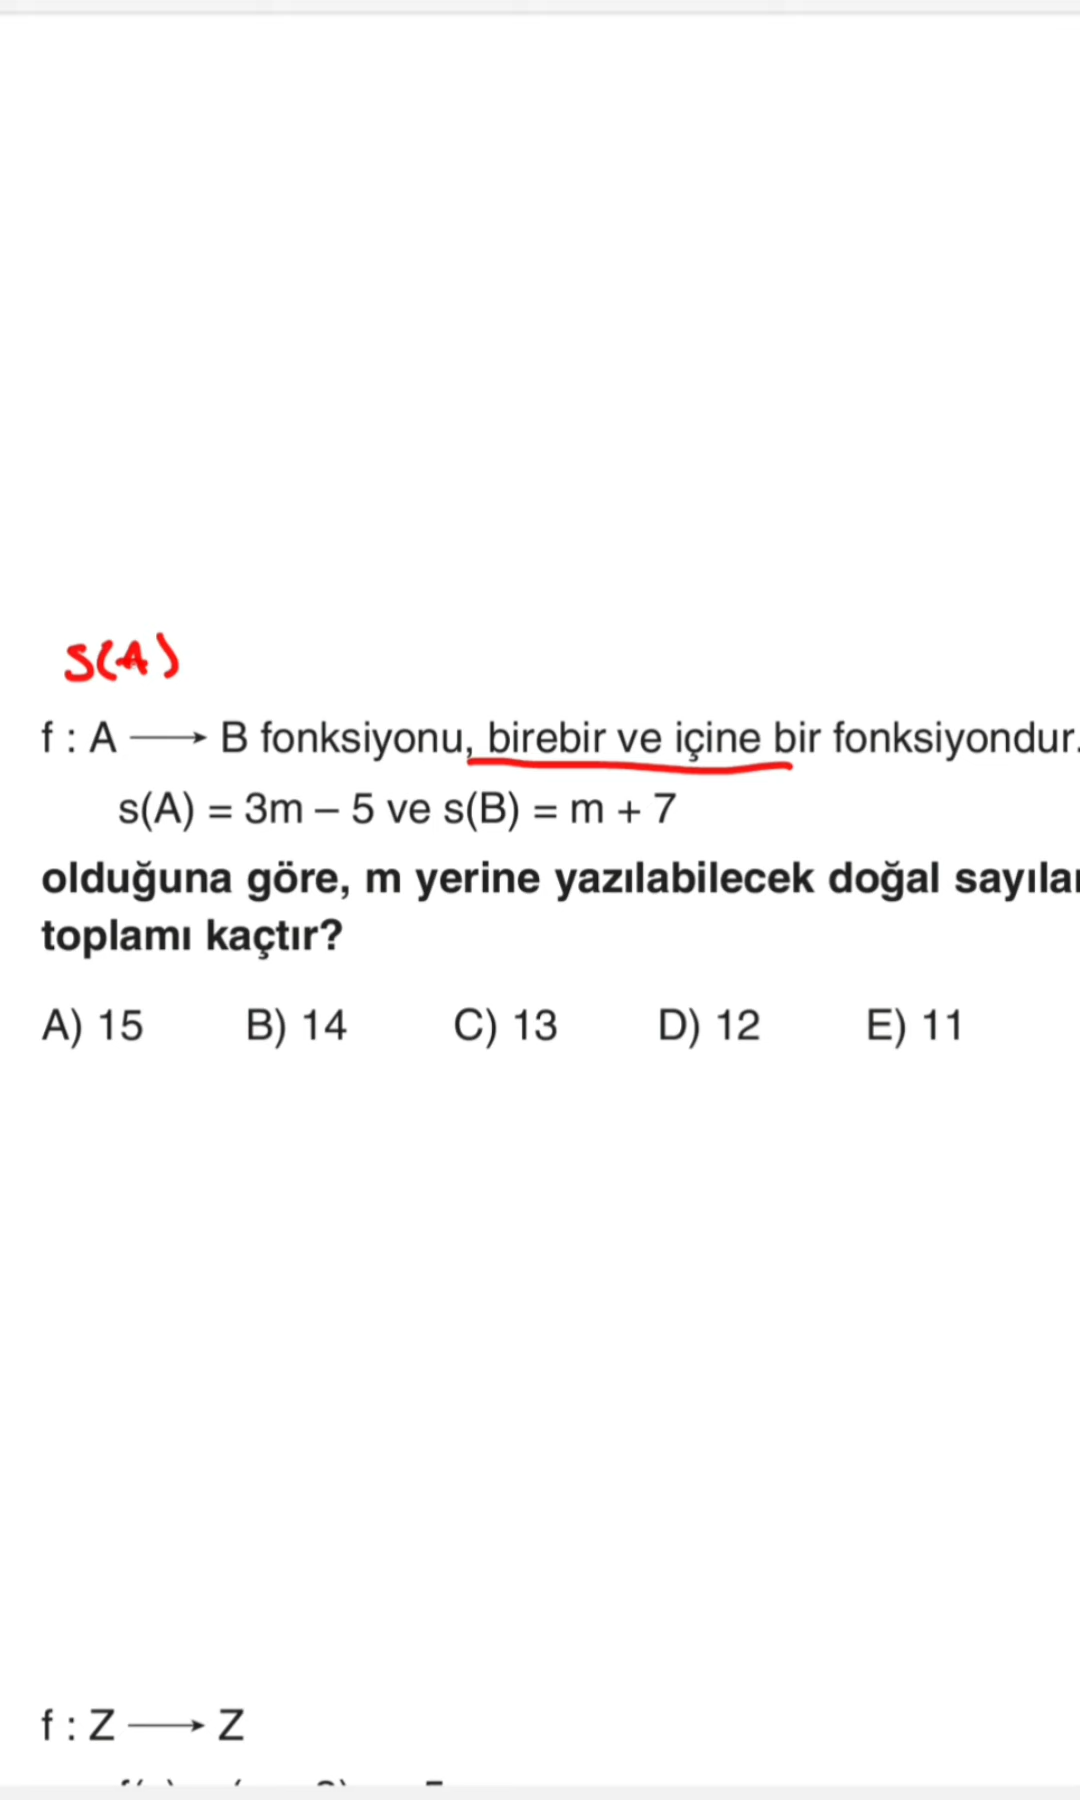 S(A)
f : A ⟶ B fonksiyonu, birebir ve içine bir fonksiyondur.
s(A) = 3m – 5 ve s(B) = m + 7
olduğuna göre, m yerine yazılabilecek doğal
toplamı kaçtır?
A) 15 B) 14 C) 13 D) 12 E) 11
f : Z ⟶ Z